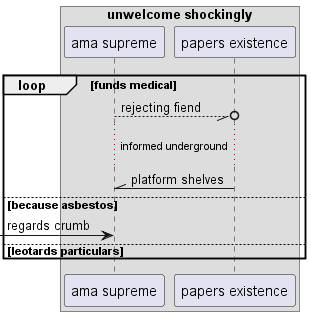 unwelcome shockingly
ama supreme
papers existence
loop
[funds medical]
rejecting fiend
informed underground
platform shelves
[because asbestos]
regards crumb
[leotards particulars]
ama supreme
papers existence